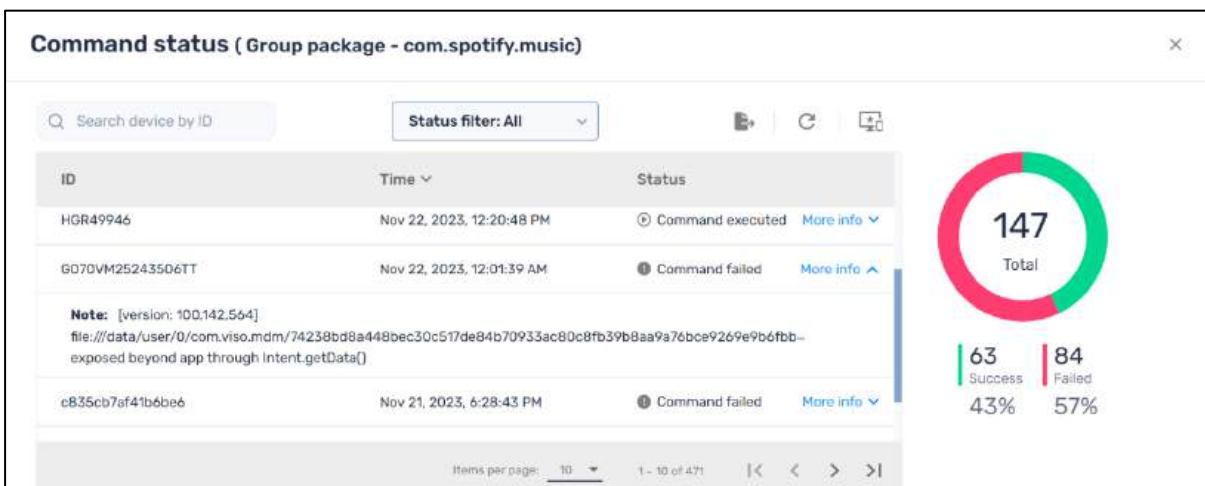 Command status ( Group package - com.spotify.music)
Search device by ID
Status filter: All
ID Time Status
HGR49946 Nov 22, 2023, 12:20:48 PM Command executed More info
G070VM25243506TT Nov 22, 2023, 12:01:39 AM Command failed More info
Note: [version: 100.142.564]
file:///data/user/0/com.viso.mdm/74238bd8a448bec30c517de84b70933ac80c8fb39b8aa9a76bce9269e9b6fbb–
exposed beyond app through Intent.getData()
c835cb7af41b6be6 Nov 21, 2023, 6:28:43 PM Command failed More info
Items per page: 10 1 – 10 of 471
147
Total
63 84
Success Failed
43% 57%